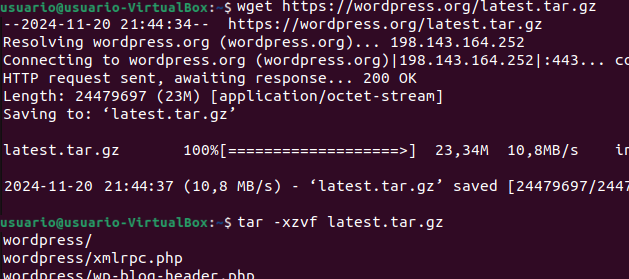 usuario@usuario-VirtualBox:~$ wget https://wordpress.org/latest.tar.gz
--2024-11-20 21:44:34--  https://wordpress.org/latest.tar.gz
Resolving wordpress.org (wordpress.org)... 198.143.164.252
Connecting to wordpress.org (wordpress.org)|198.143.164.252|:443... co
HTTP request sent, awaiting response... 200 OK
Length: 24479697 (23M) [application/octet-stream]
Saving to: ‘latest.tar.gz’
latest.tar.gz       100%[===================>]  23,34M  10,8MB/s    in
2024-11-20 21:44:37 (10,8 MB/s) - ‘latest.tar.gz’ saved [24479697/2447
usuario@usuario-VirtualBox:~$ tar -xzvf latest.tar.gz
wordpress/
wordpress/xmlrpc.php
wordpress/wp-blog-header.php